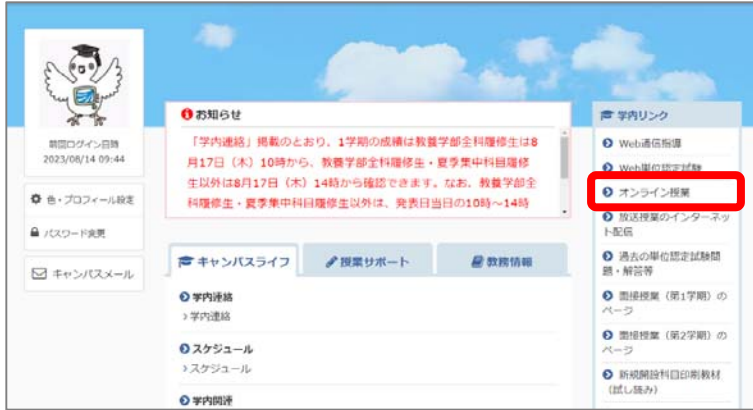 前回ログイン日時
2023/08/14 09:44
色・プロフィール設定
パスワード変更
キャンパスメール
お知らせ
「学内連絡」掲載のとおり、1学期の成績は教養学部全科履修生は8
月17日（木）10時から、教養学部全科履修生・夏季集中科目履修
生以外は8月17日（木）14時から確認できます。なお、教養学部全
科履修生・夏季集中科目履修生以外は、発表日当日の10時～14時
キャンパスライフ
授業サポート
教務情報
学内連絡
›学内連絡
スケジュール
›スケジュール
学内関連
学内リンク
Web通信指導
Web単位認定試験
オンライン授業
放送授業のインターネッ
ト配信
過去の単位認定試験問
題・解答等
面接授業（第1学期）の
ページ
面接授業（第2学期）の
ページ
新規開設科目印刷教材
（試し読み）